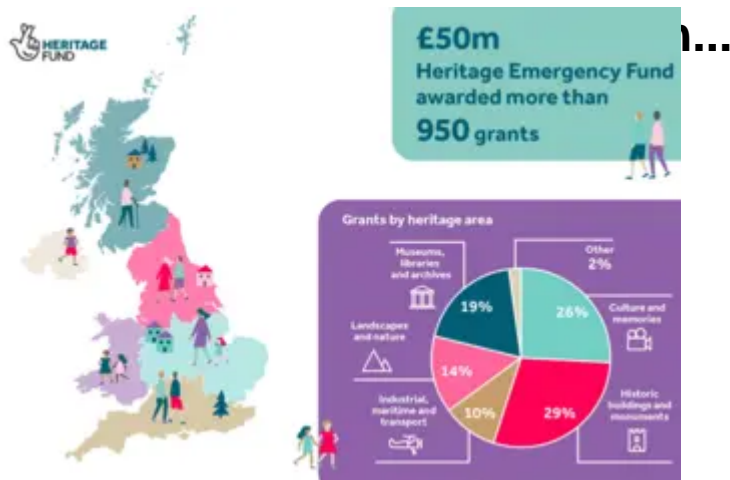 HERITAGE
FUND
£50m
Heritage Emergency Fund
awarded more than
950 grants
Grants by heritage area
Museums,
libraries
and archives
Other
2%
19%
26%
Culture and
memories
Landscapes
and nature
14%
Industrial,
maritime and
transport
10%
29%
Historic
buildings and
monuments